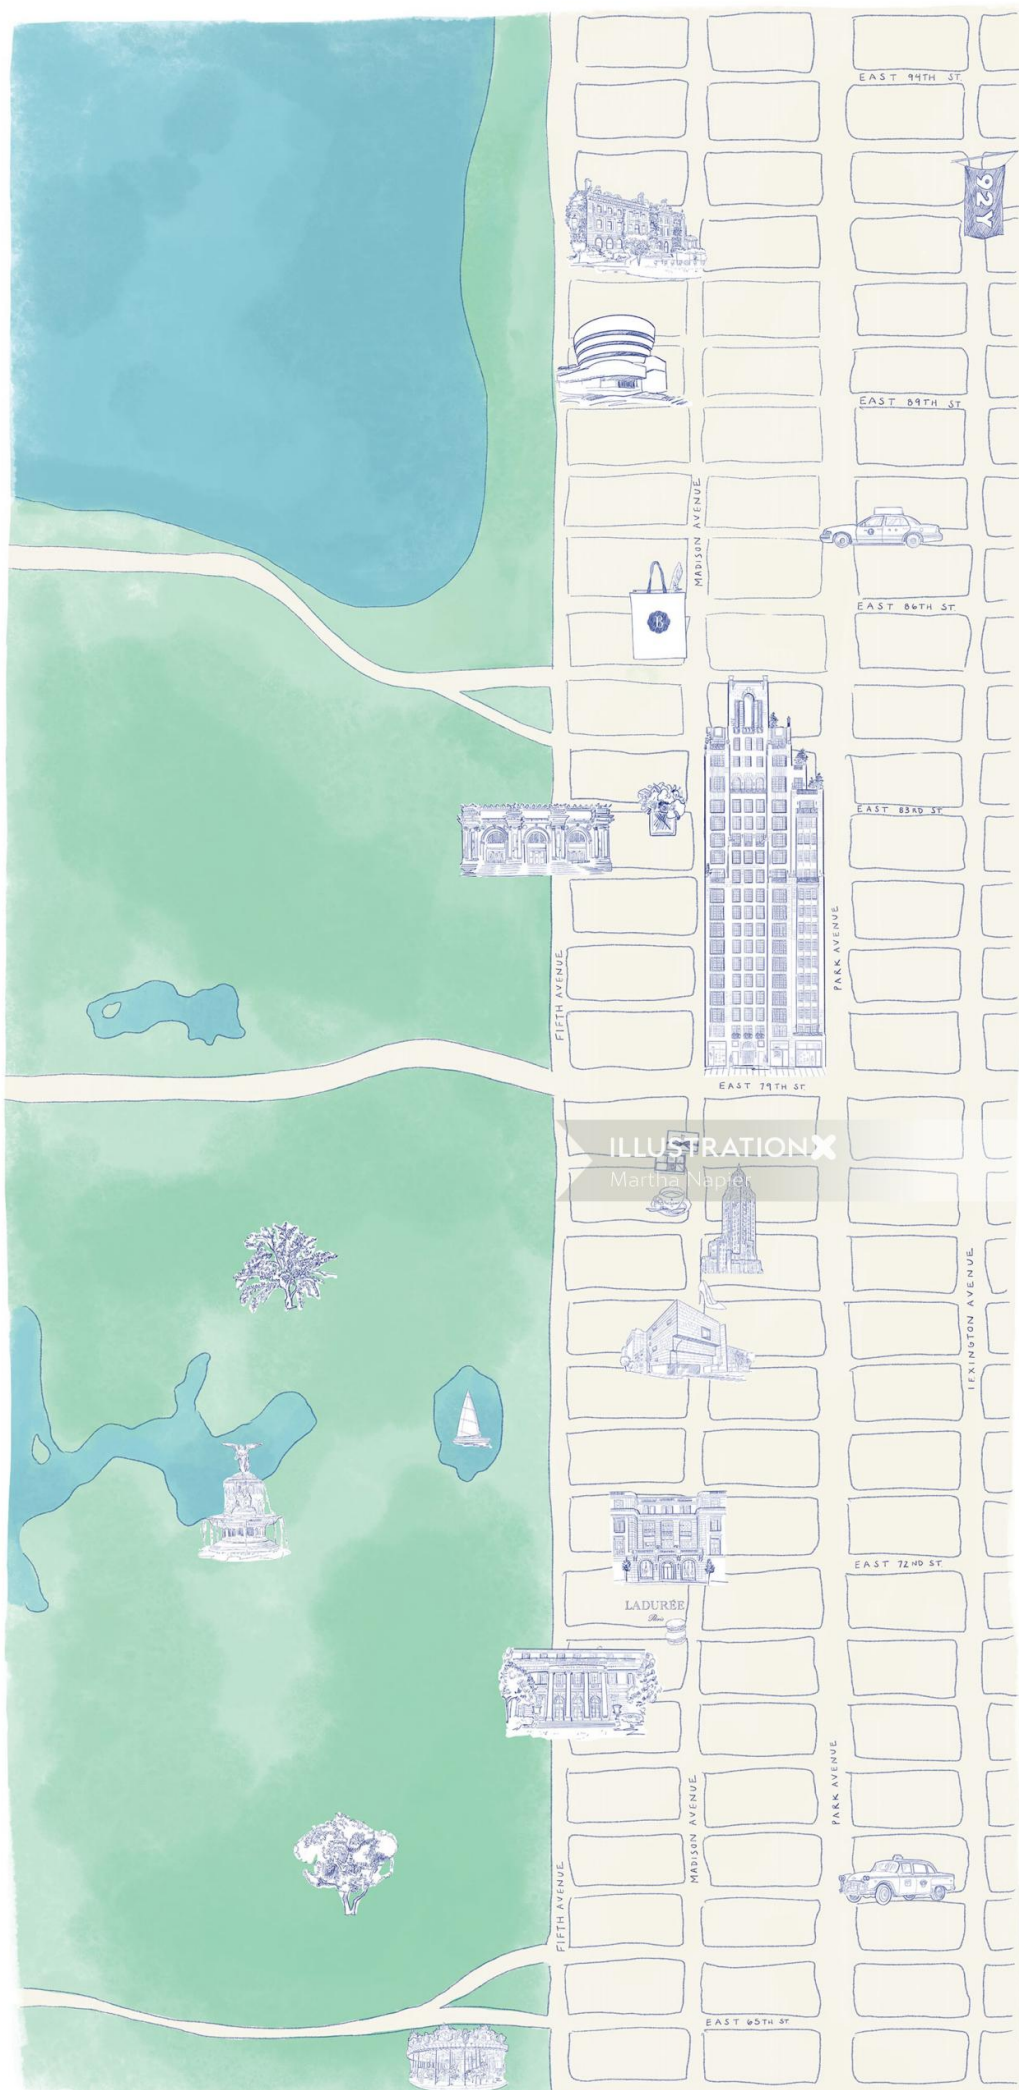 EAST 94TH ST.
92Y
EAST 89TH ST
MADISON AVENUE
B
EAST 86TH ST.
EAST 83RD ST.
PARK AVENUE
FIFTH AVENUE
EAST 79TH ST.
ILLUSTRATIONX
Martha Napier
LEXINGTON AVENUE
EAST 72ND ST.
LADURÉE
Paris
PARK AVENUE
MADISON AVENUE
FIFTH AVENUE
EAST 65TH ST.